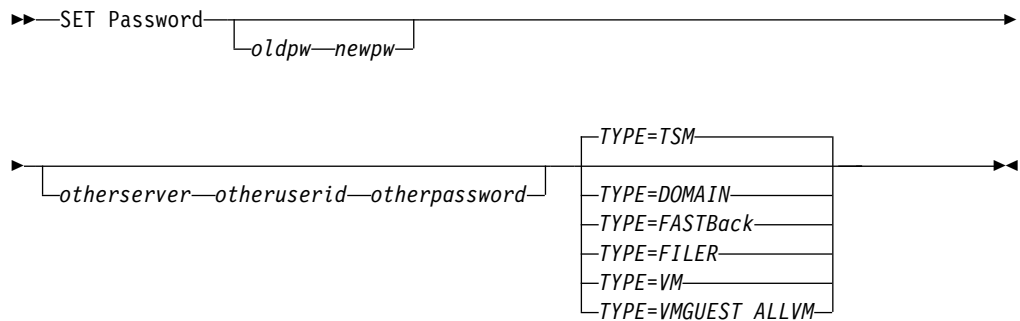 SET Password
oldpw newpw
TYPE=TSM
otherserver otheruserid otherpassword
TYPE=DOMAIN
TYPE=FASTBack
TYPE=FILER
TYPE=VM
TYPE=VMGUEST ALLVM